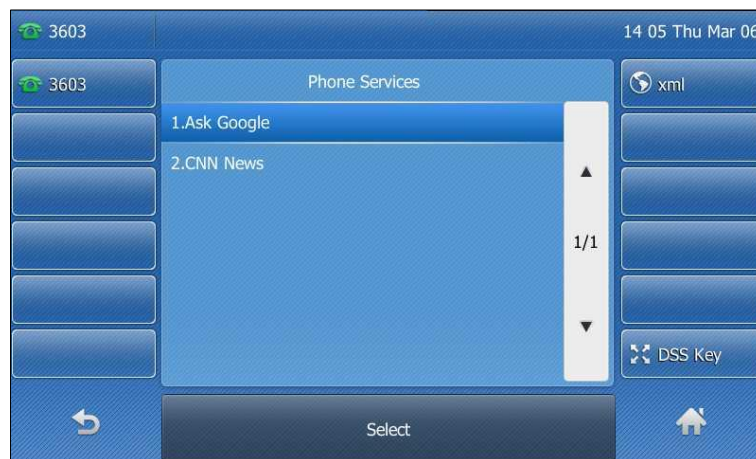 3603
14 05 Thu Mar 06
3603
Phone Services
xml
1.Ask Google
2.CNN News
1/1
DSS Key
Select